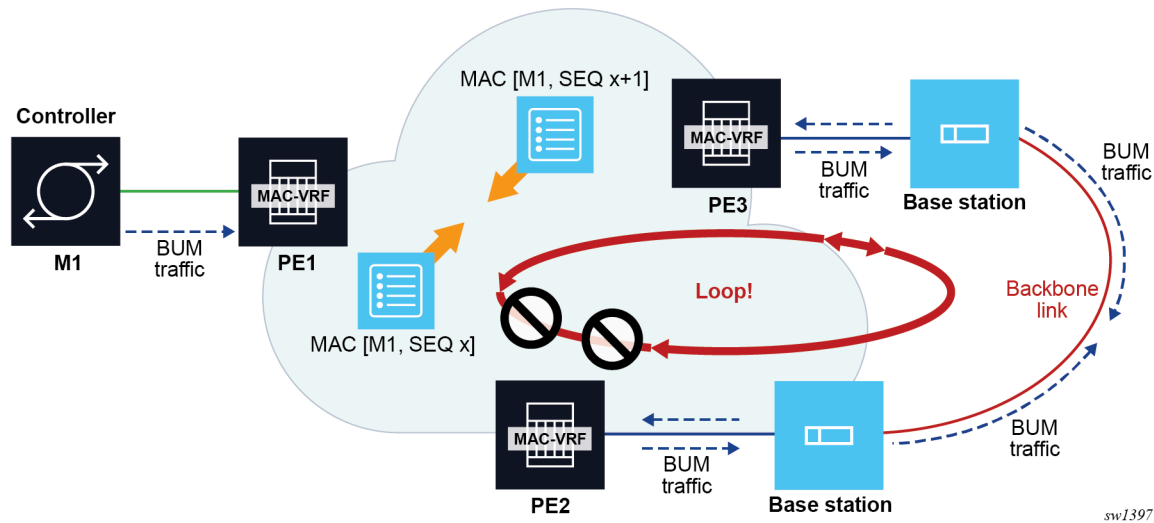 Controller
M1
BUM
traffic
MAC-VRF
PE1
MAC [M1, SEQ x+1]
MAC [M1, SEQ x]
MAC-VRF
PE3
BUM
traffic
Base station
BUM
traffic
Loop!
Backbone
link
MAC-VRF
PE2
BUM
traffic
Base station
BUM
traffic
sw1397